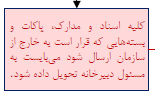 کلیه اسناد و مدارک، پاکات و
بسته‌هایی که قرار است به خارج از
سازمان ارسال شود می‌بایست به
مسئول دبیرخانه تحویل داده شود.